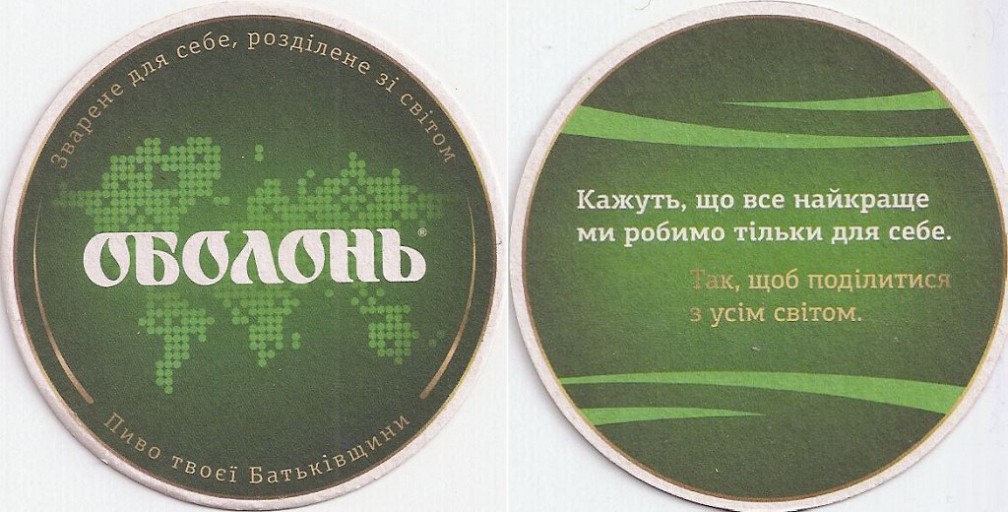 Зварене для себе, розділене зі світом
ОБОЛОНЬ®
Пиво твоєї Батьківщини
Кажуть, що все найкраще
ми робимо тільки для себе.
Так, щоб поділитися
з усім світом.